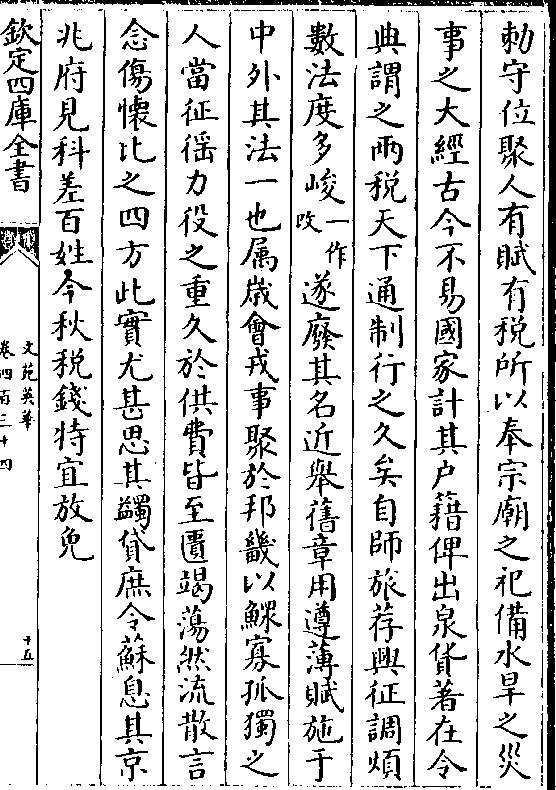 勑守位聚人有賦有稅所以奉宗廟之祀備水旱之災
事之大經古今不易國家計其户籍俾出泉貨著在令
典謂之兩稅天下通制行之久矣自師旅荐興征調煩
數法度多峻一作改遂廢其名近舉舊章用遵薄賦施于
中外其法一也属歲會戎事聚於邦畿以鰥寡孤獨之
人當征徭力役之重久於供費皆至匱竭蕩然流散言
念傷懐比之四方此實尤甚思其蠲貸庶令蘇息其京
兆府見科差百姓今秋稅錢特宜放免
欽定四庫全書
文苑英華
卷四百三十四
十五